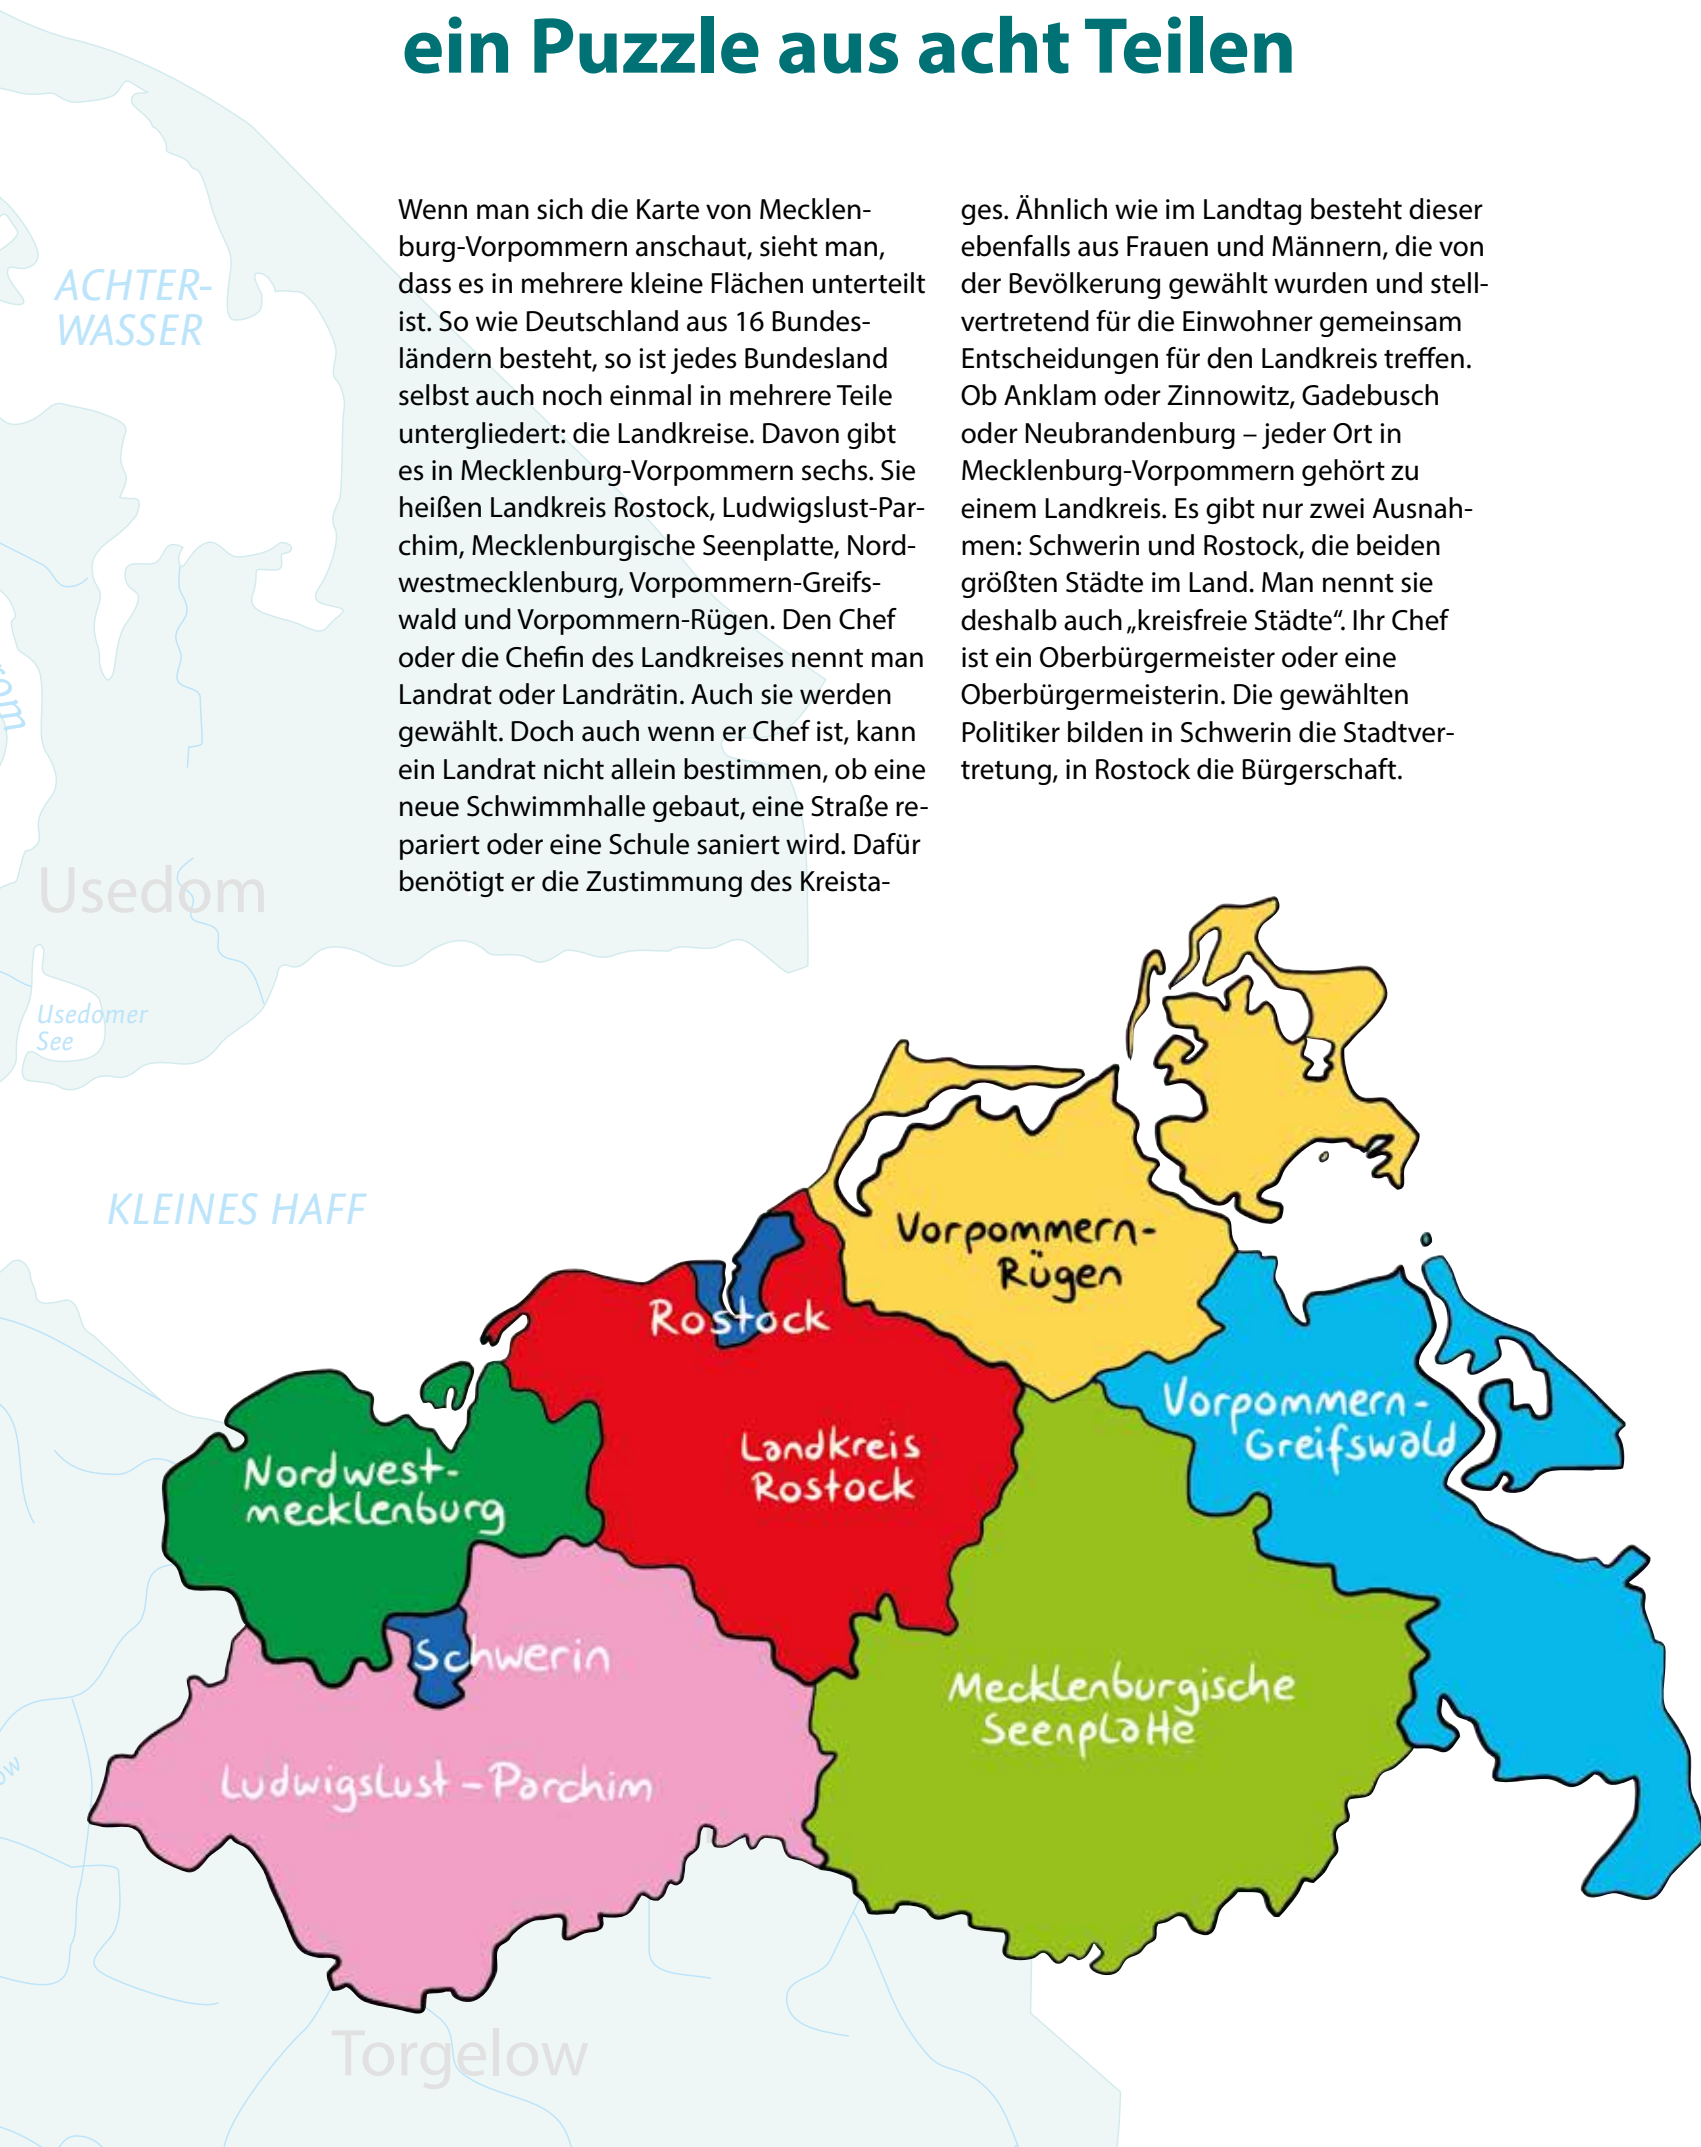 ein Puzzle aus acht Teilen
Wenn man sich die Karte von Mecklen-
burg-Vorpommern anschaut, sieht man,
dass es in mehrere kleine Flächen unterteilt
ist. So wie Deutschland aus 16 Bundes-
ländern besteht, so ist jedes Bundesland
selbst auch noch einmal in mehrere Teile
untergliedert: die Landkreise. Davon gibt
es in Mecklenburg-Vorpommern sechs. Sie
heißen Landkreis Rostock, Ludwigslust-Par-
chim, Mecklenburgische Seenplatte, Nord-
westmecklenburg, Vorpommern-Greifs-
wald und Vorpommern-Rügen. Den Chef
oder die Chefin des Landkreises nennt man
Landrat oder Landrätin. Auch sie werden
gewählt. Doch auch wenn er Chef ist, kann
ein Landrat nicht allein bestimmen, ob eine
neue Schwimmhalle gebaut, eine Straße re-
pariert oder eine Schule saniert wird. Dafür
benötigt er die Zustimmung des Kreista-
ges. Ähnlich wie im Landtag besteht dieser
ebenfalls aus Frauen und Männern, die von
der Bevölkerung gewählt wurden und stell-
vertretend für die Einwohner gemeinsam
Entscheidungen für den Landkreis treffen.
Ob Anklam oder Zinnowitz, Gadebusch
oder Neubrandenburg – jeder Ort in
Mecklenburg-Vorpommern gehört zu
einem Landkreis. Es gibt nur zwei Ausnah-
men: Schwerin und Rostock, die beiden
größten Städte im Land. Man nennt sie
deshalb auch „kreisfreie Städte“. Ihr Chef
ist ein Oberbürgermeister oder eine
Oberbürgermeisterin. Die gewählten
Politiker bilden in Schwerin die Stadtver-
tretung, in Rostock die Bürgerschaft.
ACHTER-
WASSER
Usedom
Usedomer
See
KLEINES HAFF
Torgelow
Vorpommern-
Rügen
Rostock
Vorpommern-
Greifswald
Landkreis
Rostock
Nordwest-
mecklenburg
Schwerin
Mecklenburgische
Seenplatte
Ludwigslust-Parchim